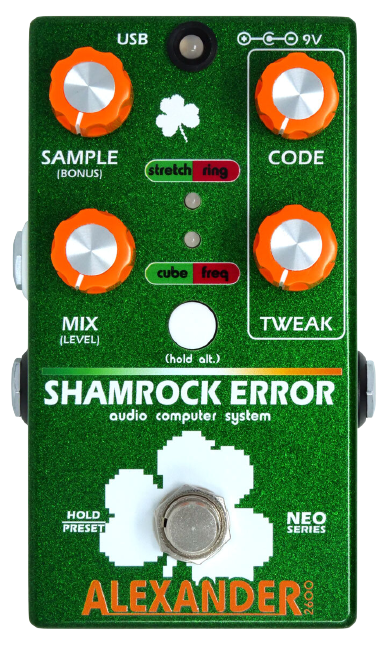 USB
9V
SAMPLE
(BONUS)
CODE
stretch ring
cube freq
MIX
(LEVEL)
TWEAK
(hold alt.)
SHAMROCK ERROR
audio computer system
HOLD
PRESET
NEO
SERIES
ALEXANDER 2600